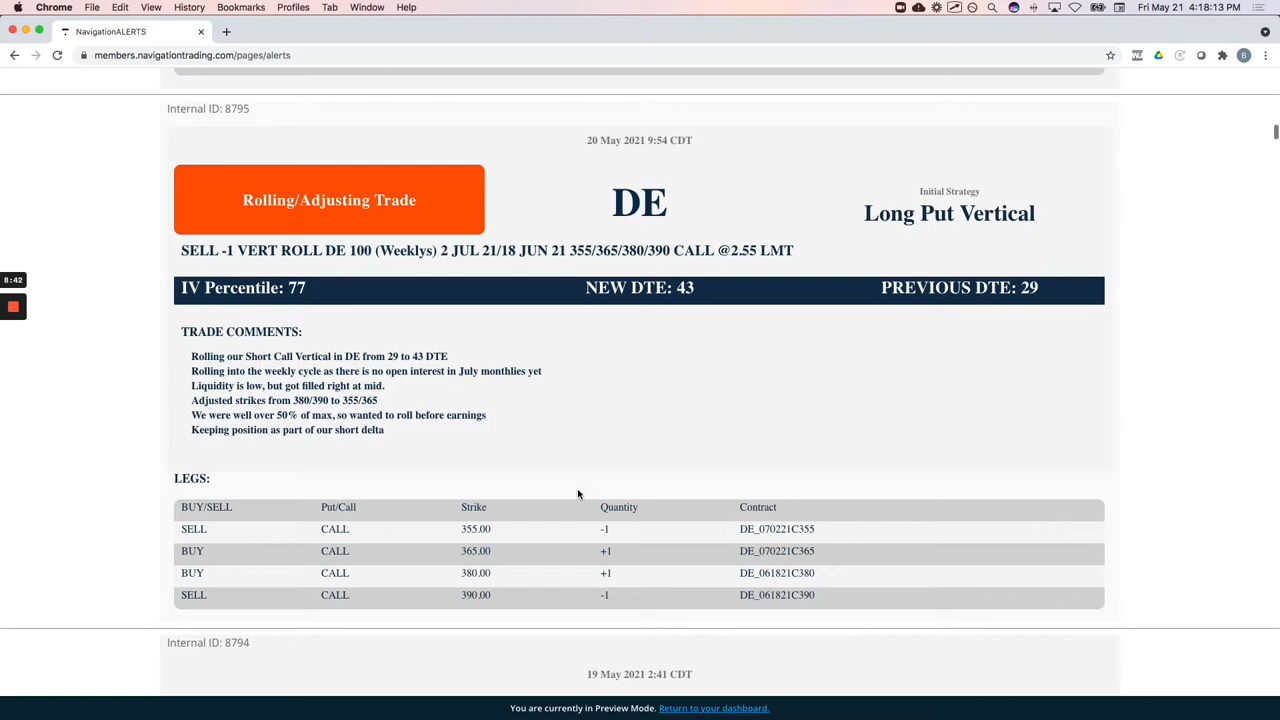 Chrome File Edit View History Bookmarks Profiles Tab Window Help Fri May 21 4:18:13 PM
NavigationALERTS
members.navigationtrading.com/pages/alerts
B
Internal ID: 8795
20 May 2021 9:54 CDT
Rolling/Adjusting Trade
DE
Initial Strategy
Long Put Vertical
SELL -1 VERT ROLL DE 100 (Weeklys) 2 JUL 21/18 JUN 21 355/365/380/390 CALL @2.55 LMT
8:42
IV Percentile: 77 NEW DTE: 43 PREVIOUS DTE: 29
TRADE COMMENTS:
Rolling our Short Call Vertical in DE from 29 to 43 DTE
Rolling into the weekly cycle as there is no open interest in July monthlies yet
Liquidity is low, but got filled right at mid.
Adjusted strikes from 380/390 to 355/365
We were well over 50% of max, so wanted to roll before earnings
Keeping position as part of our short delta
LEGS:
BUY/SELL Put/Call Strike Quantity Contract
SELL CALL 355.00 -1 DE_070221C355
BUY CALL 365.00 +1 DE_070221C365
BUY CALL 380.00 +1 DE_061821C380
SELL CALL 390.00 -1 DE_061821C390
Internal ID: 8794
19 May 2021 2:41 CDT
You are currently in Preview Mode. Return to your dashboard.